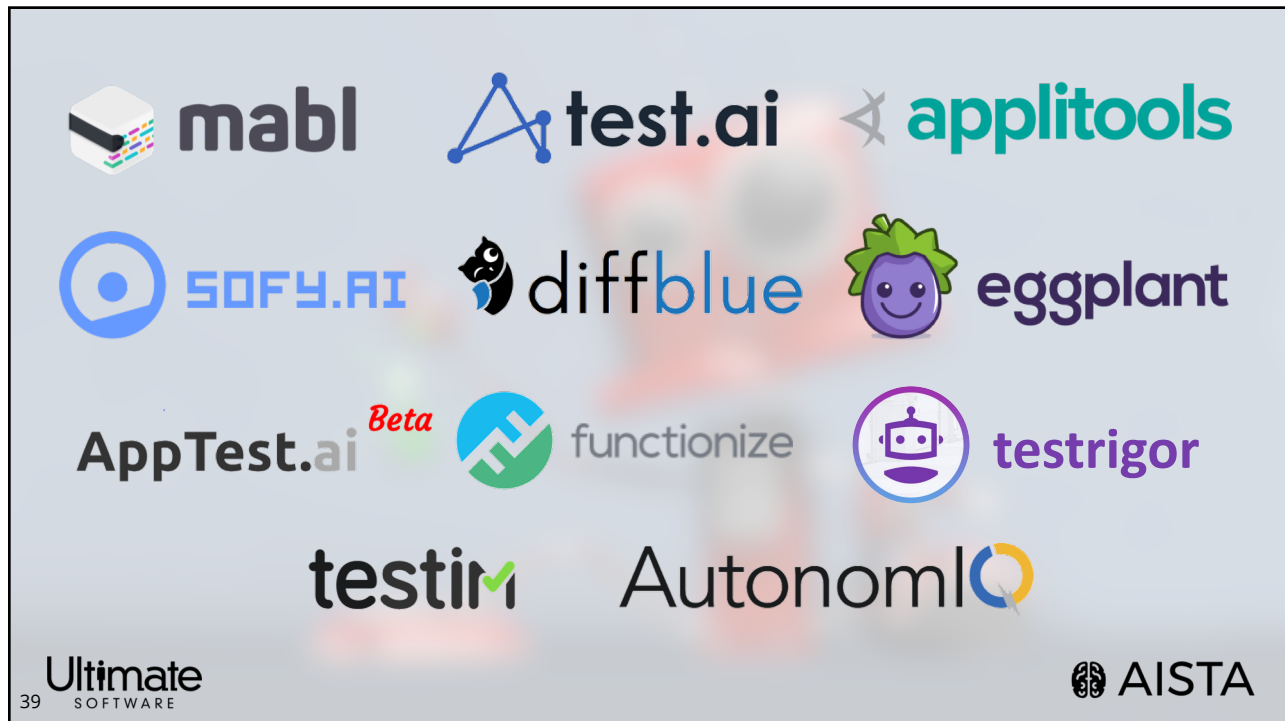 mabl
test.ai
applitools
SOFY.AI
diffblue
eggplant
AppTest.ai Beta
functionize
testrigor
testim
AutonomIQ
39
Ultimate
SOFTWARE
AISTA